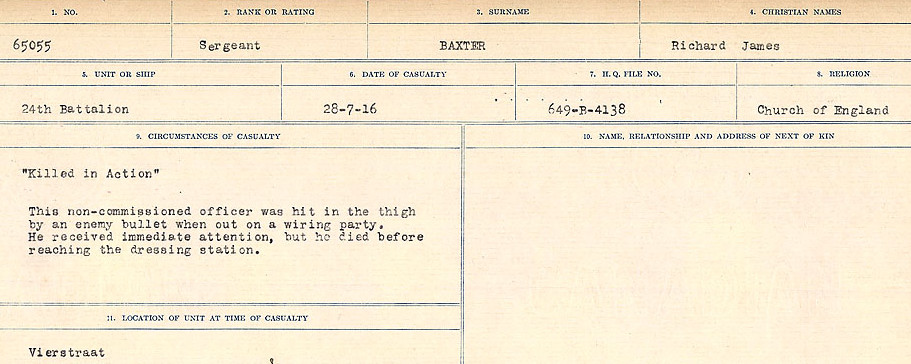 1. NO. 2. RANK OR RATING 3. SURNAME 4. CHRISTIAN NAMES
65055 Sergeant BAXTER Richard James
5. UNIT OR SHIP 6. DATE OF CASUALTY 7. H.Q. FILE NO. 8. RELIGION
24th Battalion 28-7-16 649-B-4138 Church of England
9. CIRCUMSTANCES OF CASUALTY 10. NAME, RELATIONSHIP AND ADDRESS OF NEXT OF KIN
"Killed in Action"
This non-commissioned officer was hit in the thigh
by an enemy bullet when out on a wiring party.
He received immediate attention, but he died before
reaching the dressing station.
11. LOCATION OF UNIT AT TIME OF CASUALTY
Vierstraat